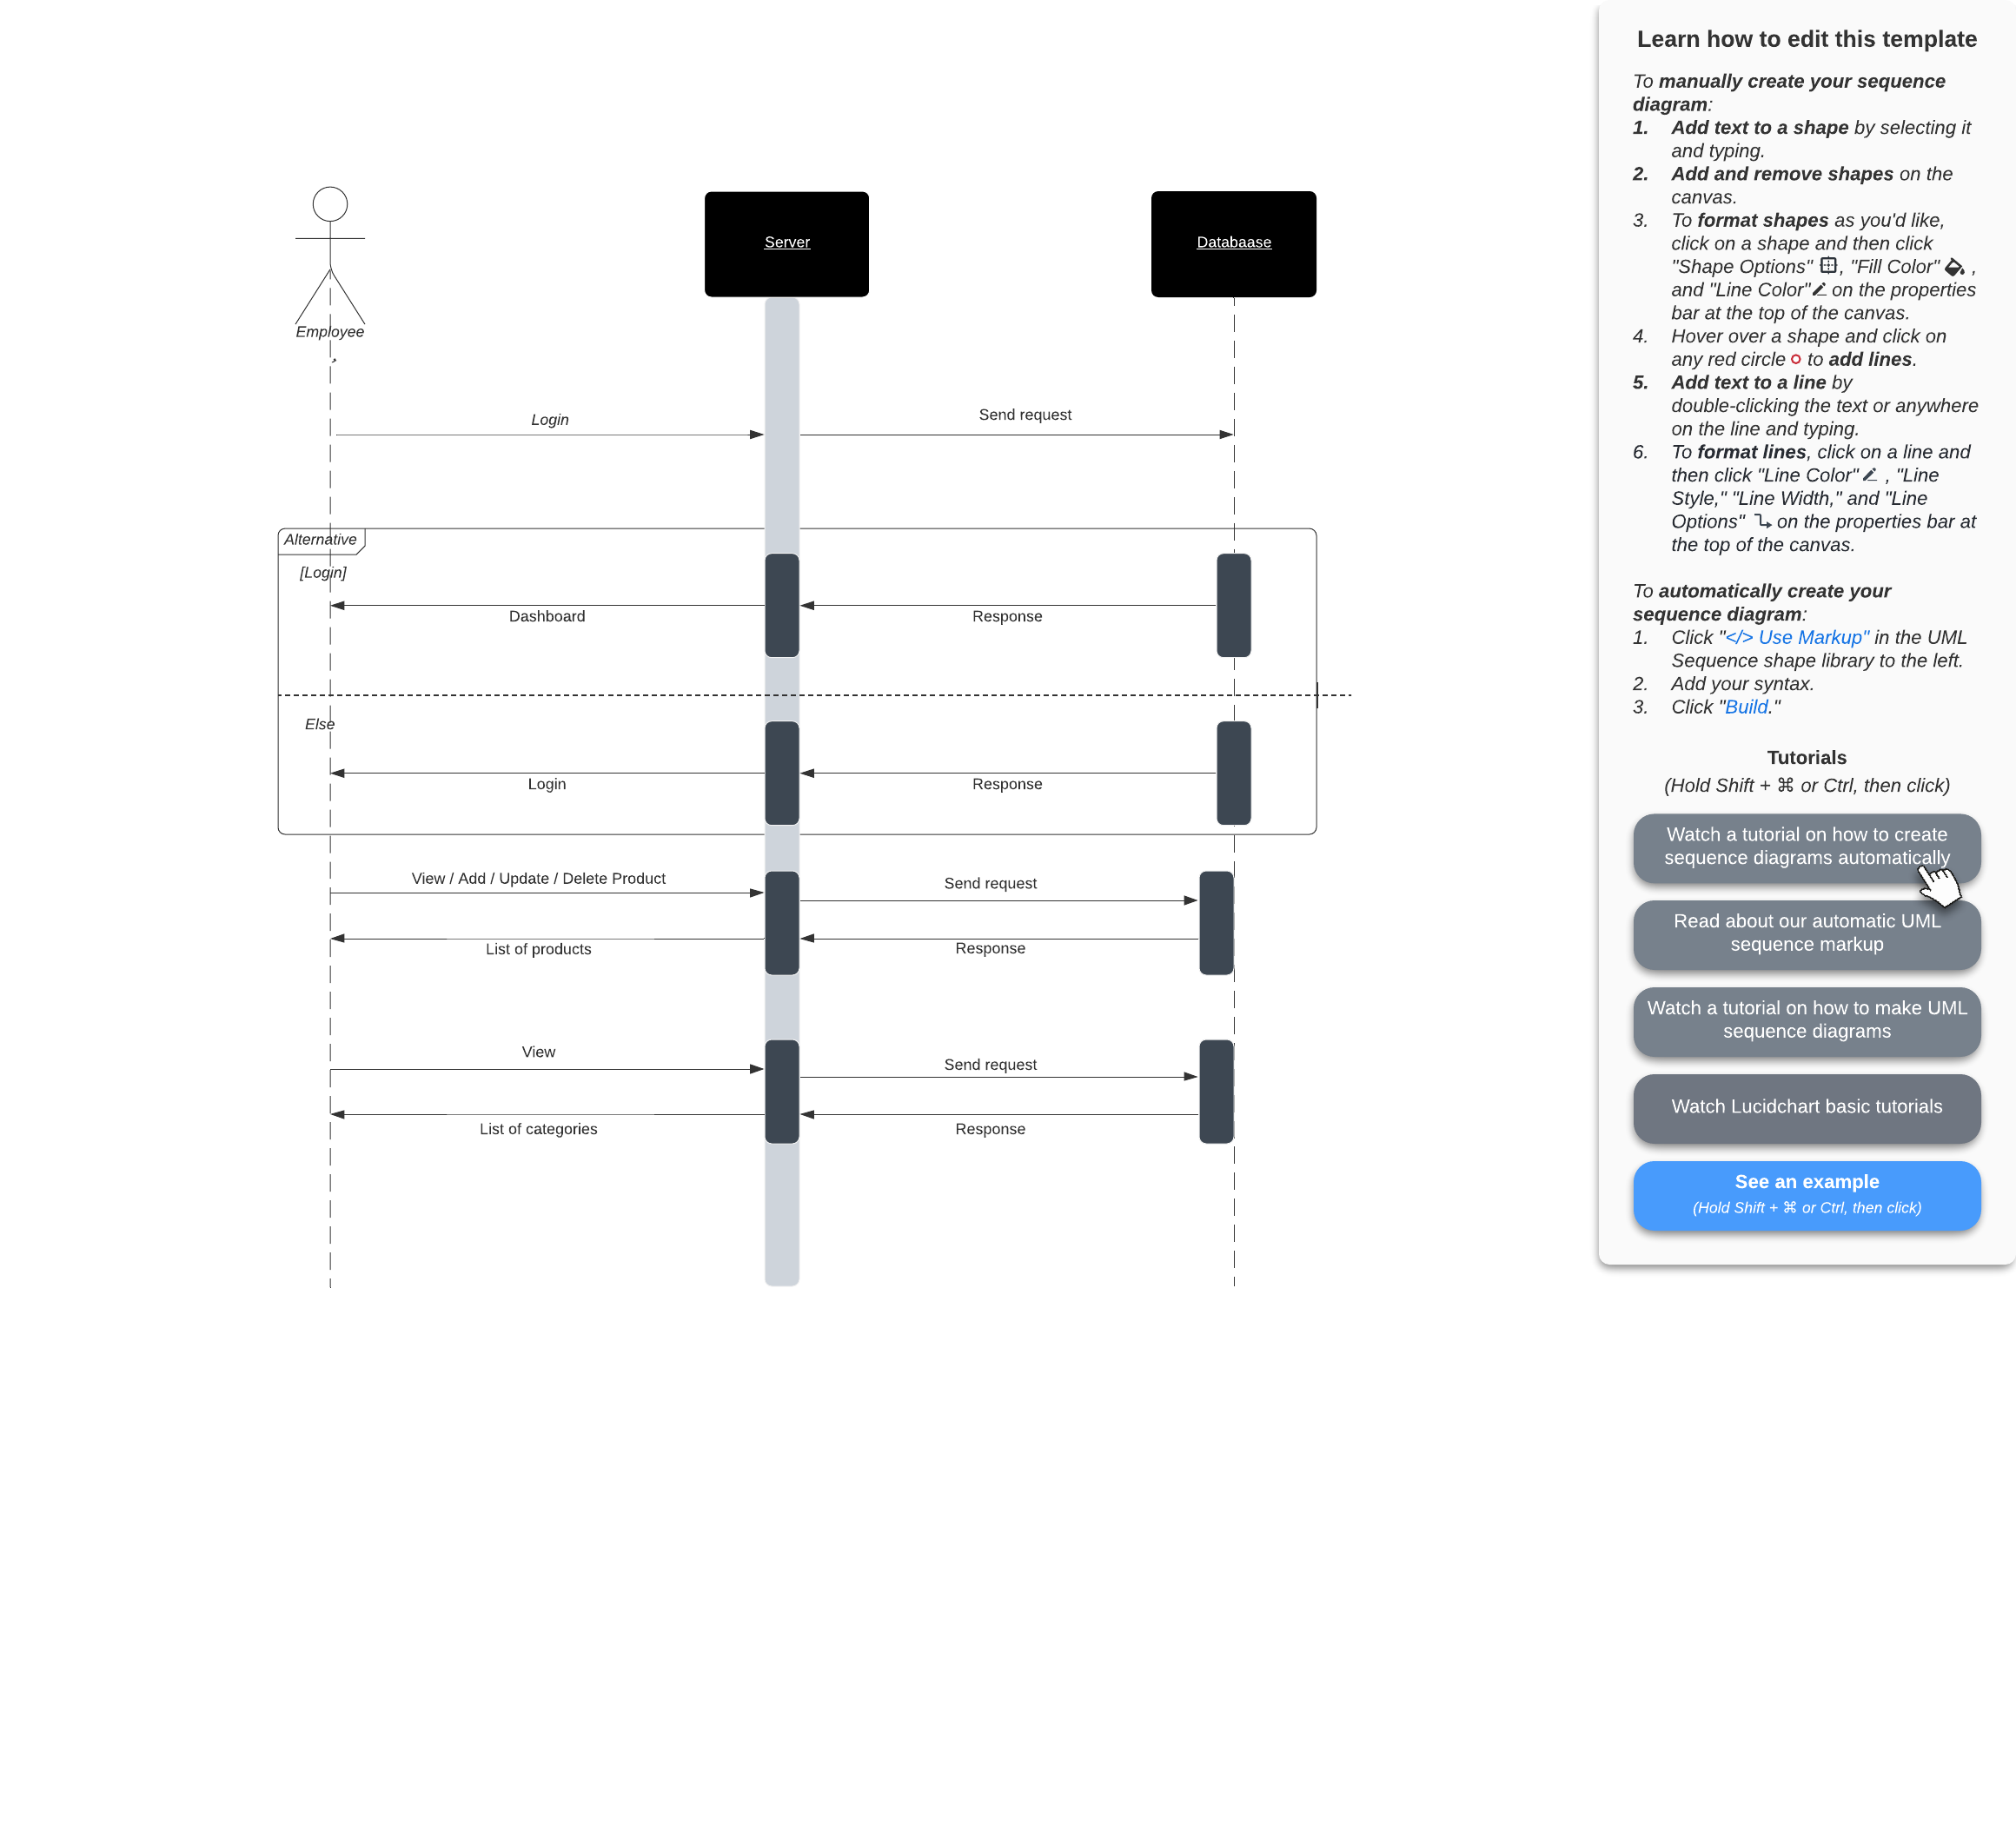 Server
Databaase
Employee
Login
Send request
Alternative
[Login]
Dashboard
Response
Else
Login
Response
View / Add / Update / Delete Product
Send request
List of products
Response
View
Send request
List of categories
Response
Learn how to edit this template
To manually create your sequence
diagram:
1. Add text to a shape by selecting it
and typing.
2. Add and remove shapes on the
canvas.
3. To format shapes as you'd like,
click on a shape and then click
"Shape Options" , "Fill Color" ,
and "Line Color" on the properties
bar at the top of the canvas.
4. Hover over a shape and click on
any red circle to add lines.
5. Add text to a line by
double-clicking the text or anywhere
on the line and typing.
6. To format lines, click on a line and
then click "Line Color" , "Line
Style," "Line Width," and "Line
Options" on the properties bar at
the top of the canvas.
To automatically create your
sequence diagram:
1. Click "</> Use Markup" in the UML
Sequence shape library to the left.
2. Add your syntax.
3. Click "Build."
Tutorials
(Hold Shift + ⌘ or Ctrl, then click)
Watch a tutorial on how to create
sequence diagrams automatically
Read about our automatic UML
sequence markup
Watch a tutorial on how to make UML
sequence diagrams
Watch Lucidchart basic tutorials
See an example
(Hold Shift + ⌘ or Ctrl, then click)